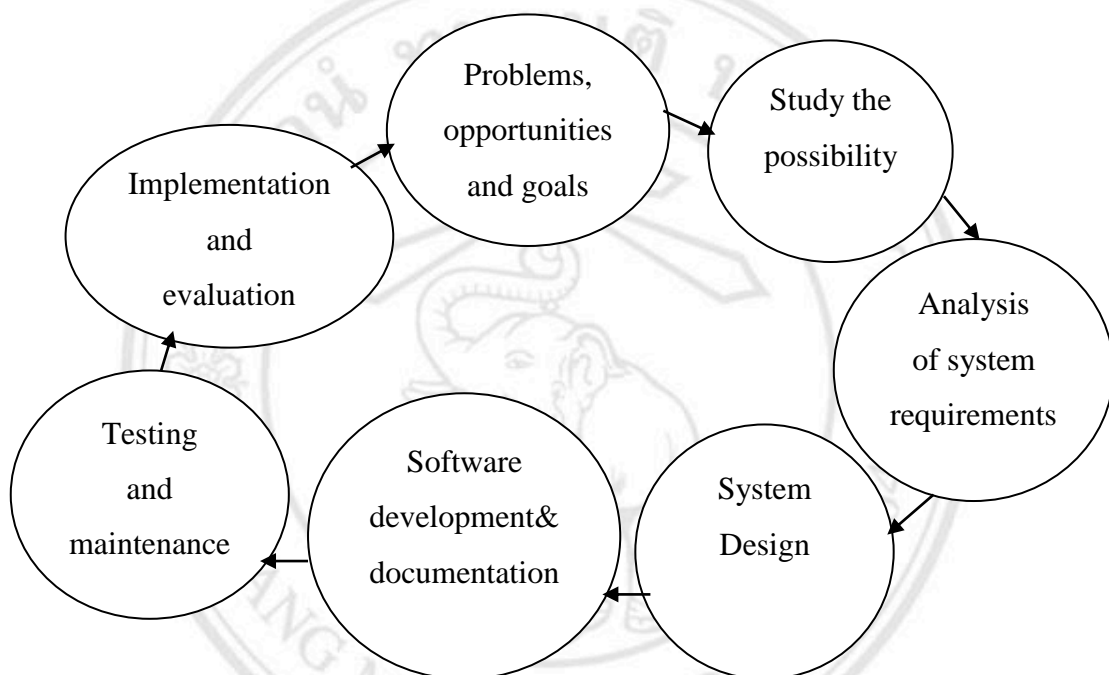 Problems,
opportunities
and goals
Study the
possibility
Analysis
of system
requirements
System
Design
Software
development&
documentation
Testing
and
maintenance
Implementation
and
evaluation